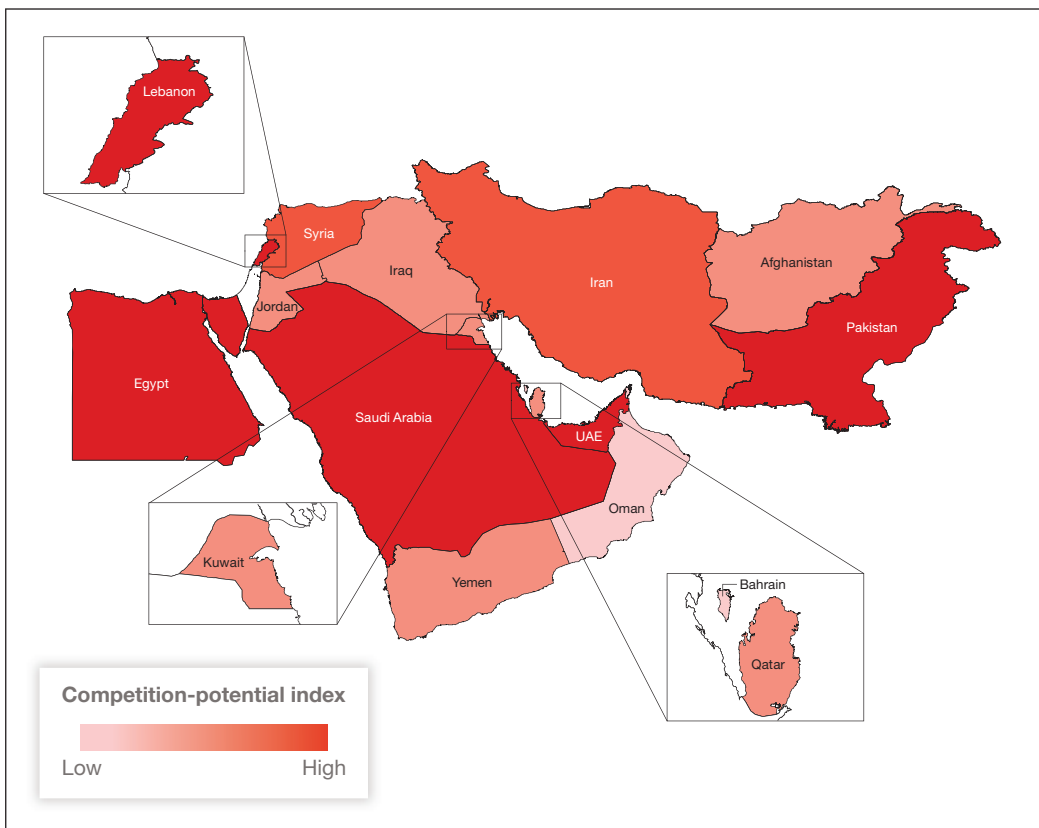 Lebanon
Syria
Iraq
Iran
Afghanistan
Jordan
Pakistan
Egypt
Saudi Arabia
UAE
Oman
Kuwait
Yemen
Bahrain
Qatar
Competition-potential index
Low High